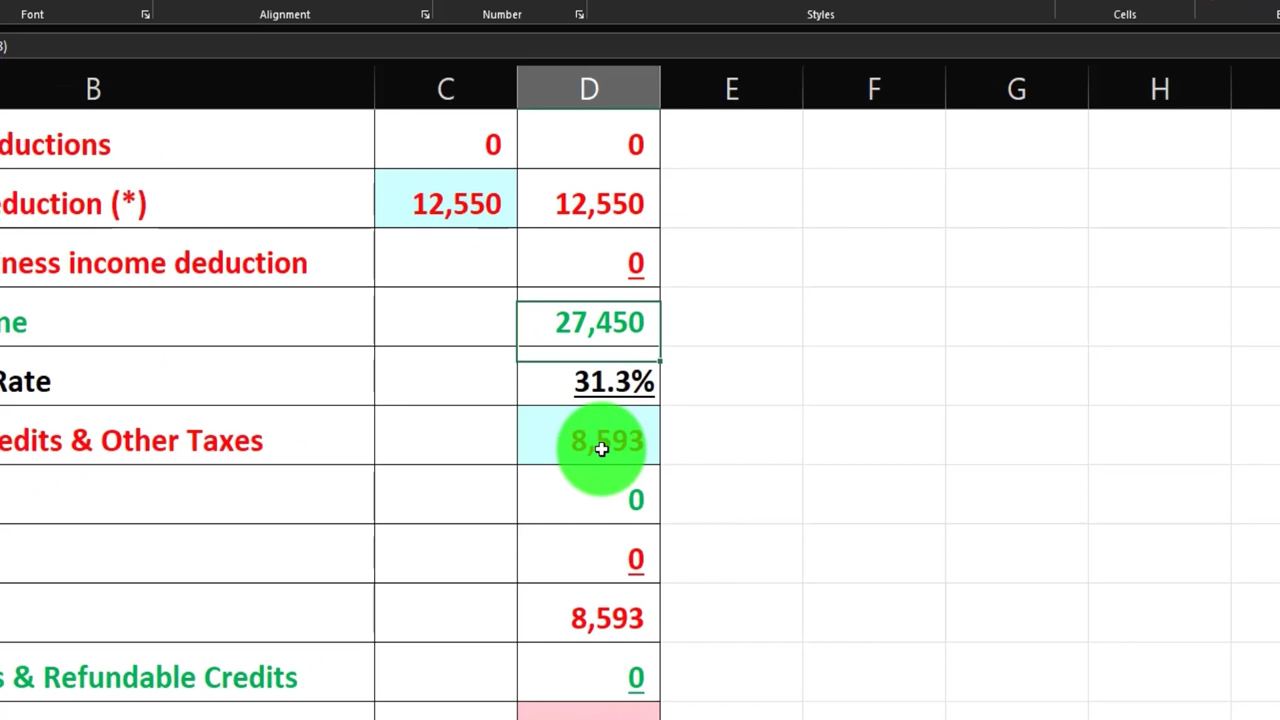 Font Alignment Number Styles Cells
)
B C D E F G H
ductions 0 0
eduction (*) 12,550 12,550
ness income deduction 0
ne 27,450
Rate 31.3%
edits & Other Taxes 8,593
0
0
8,593
s & Refundable Credits 0